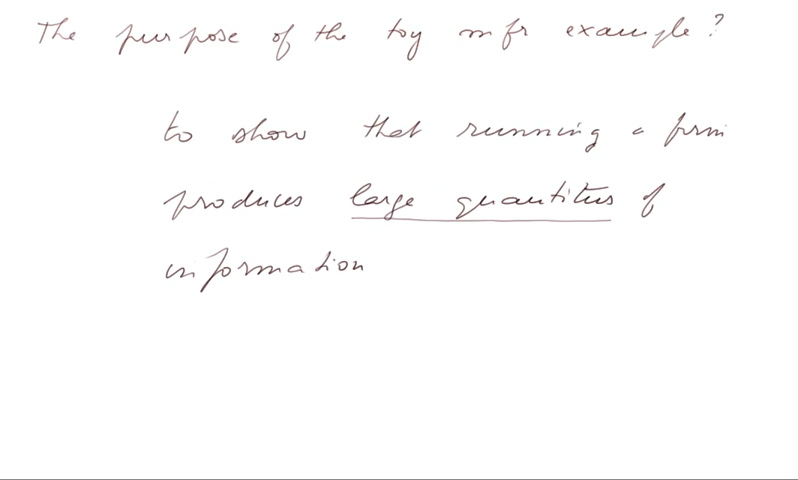 The purpose of the toy mfr example?
to show that running a firm
produces large quantities of
information